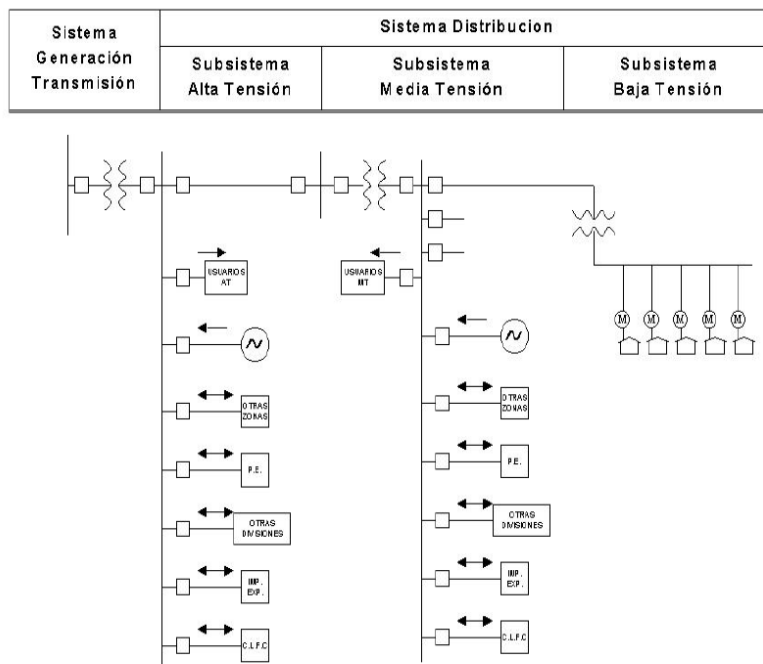 Sistema
Generación
Transmisión
Sistema Distribucion
Subsistema
Alta Tensión
Subsistema
Media Tensión
Subsistema
Baja Tensión
USUARIOS
AT
USUARIOS
MT
OTRAS
ZONAS
P.E.
OTRAS
DIVISIONES
IMP.
EXP.
C.L.F.C
OTRAS
ZONAS
P.E.
OTRAS
DIVISIONES
IMP.
EXP.
C.L.F.C
M
M
M
M
M